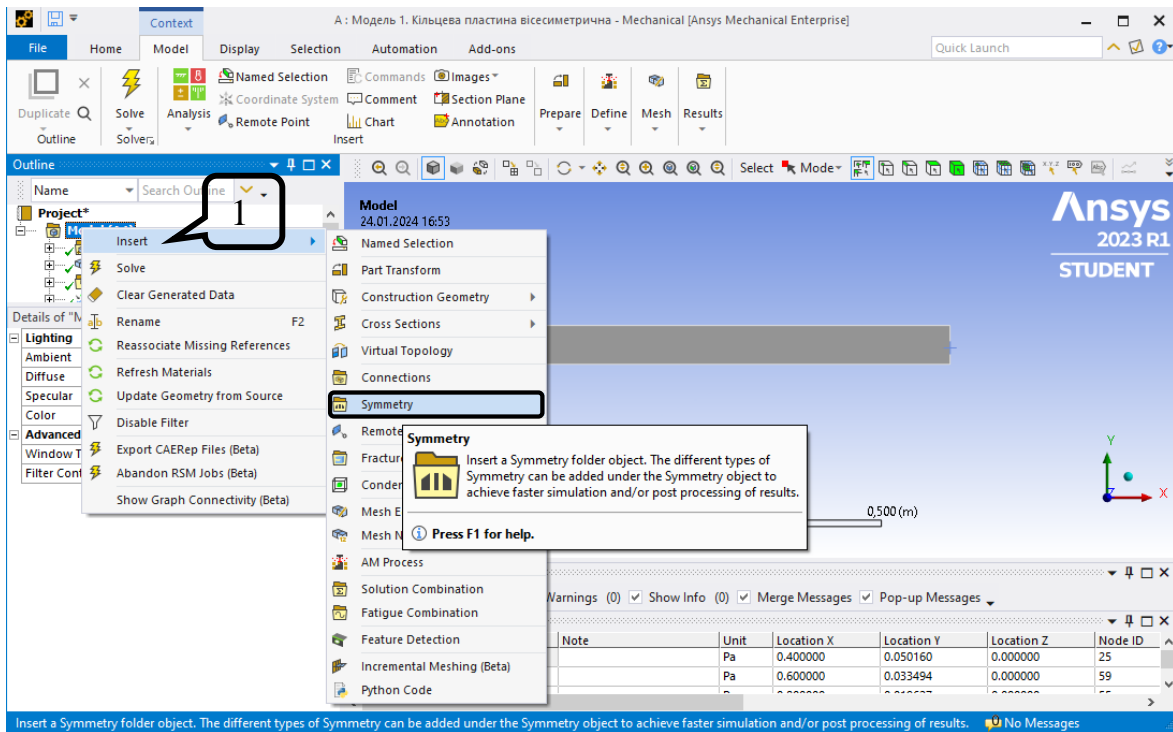 Context
A : Модель 1. Кільцева пластина вісесиметрична - Mechanical [Ansys Mechanical Enterprise]
File Home Model Display Selection Automation Add-ons Quick Launch
Duplicate
Outline
Solve
Solver
Analysis
Named Selection
Coordinate System
Remote Point
Commands
Comment
Chart
Images
Section Plane
Annotation
Insert
Prepare Define Mesh Results
Outline
Name Search Outline
Select Mode
Project*
1
Details of "M
Lighting
Ambient
Diffuse
Specular
Color
Advanced
Window T
Filter Cont
Insert
Solve
Clear Generated Data
Rename F2
Reassociate Missing References
Refresh Materials
Update Geometry from Source
Disable Filter
Export CAERep Files (Beta)
Abandon RSM Jobs (Beta)
Show Graph Connectivity (Beta)
Named Selection
Part Transform
Construction Geometry
Cross Sections
Virtual Topology
Connections
Symmetry
Remote
Fractur
Conden
Mesh E
Mesh N
AM Process
Solution Combination
Fatigue Combination
Feature Detection
Incremental Meshing (Beta)
Python Code
Symmetry
Insert a Symmetry folder object. The different types of
Symmetry can be added under the Symmetry object to
achieve faster simulation and/or post processing of results.
Press F1 for help.
Model
24.01.2024 16:53
Ansys
2023 R1
STUDENT
0,500 (m)
Y
Z X
Warnings (0) Show Info (0) Merge Messages Pop-up Messages
Note Unit Location X Location Y Location Z Node ID
Pa 0.400000 0.050160 0.000000 25
Pa 0.600000 0.033494 0.000000 59
Insert a Symmetry folder object. The different types of Symmetry can be added under the Symmetry object to achieve faster simulation and/or post processing of results. No Messages